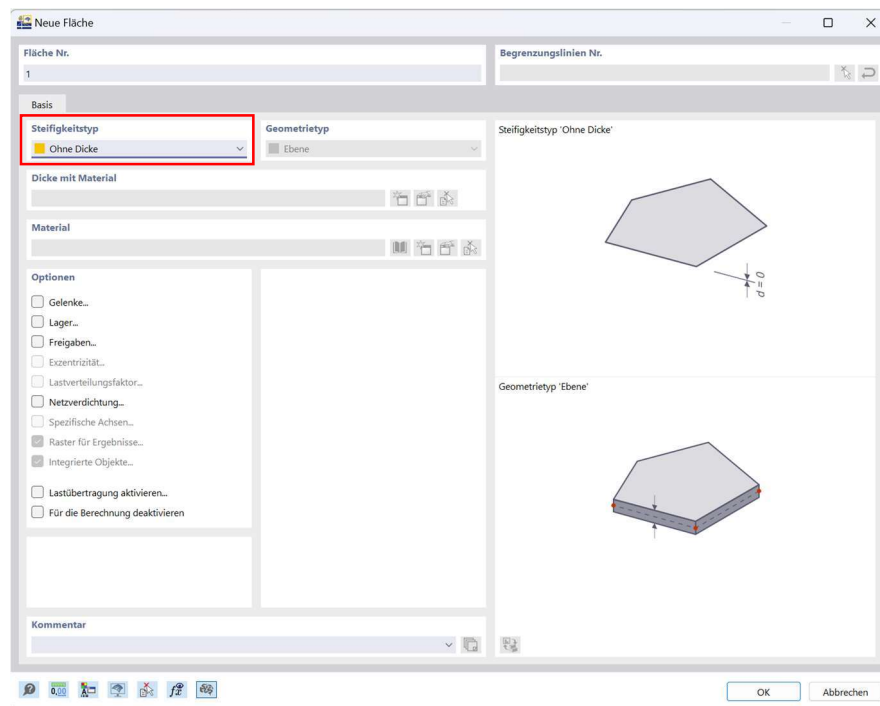 Neue Fläche
Fläche Nr.
1
Begrenzungslinien Nr.
Basis
Steifigkeitstyp
Ohne Dicke
Geometrietyp
Ebene
Dicke mit Material
Material
Optionen
Gelenke...
Lager...
Freigaben...
Exzentrizität...
Lastverteilungsfaktor...
Netzverdichtung...
Spezifische Achsen...
Raster für Ergebnisse...
Integrierte Objekte...
Lastübertragung aktivieren...
Für die Berechnung deaktivieren
Kommentar
Steifigkeitstyp 'Ohne Dicke'
d = 0
Geometrietyp 'Ebene'
0,00
OK
Abbrechen